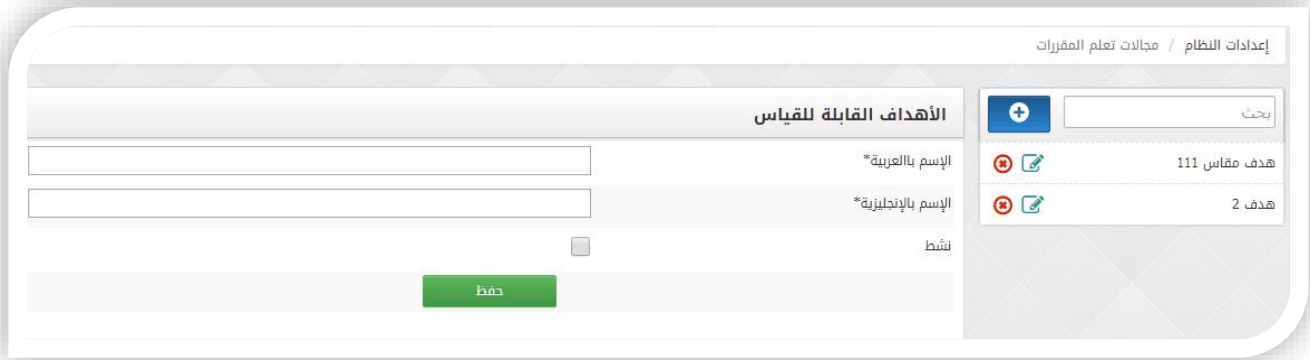 إعدادات النظام / مجالات تعلم المقررات
بحث
هدف مقاس 111
هدف 2
الأهداف القابلة للقياس
الإسم باالعربية*
الإسم بالإنجليزية*
نشط
حفظ